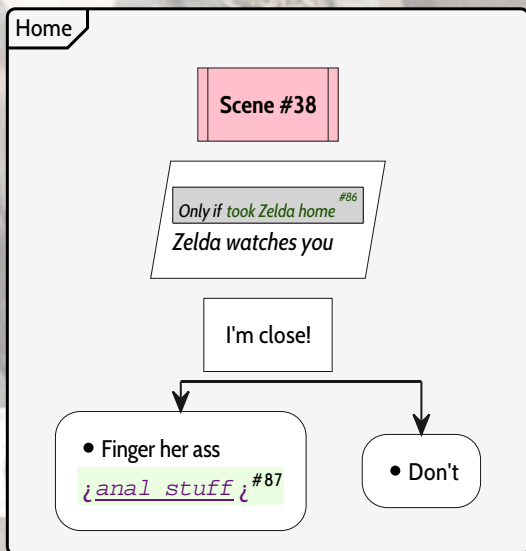 Home
Scene #38
Only if took Zelda home #86
Zelda watches you
I'm close!
• Finger her ass
¿anal stuff¿ #87
• Don't